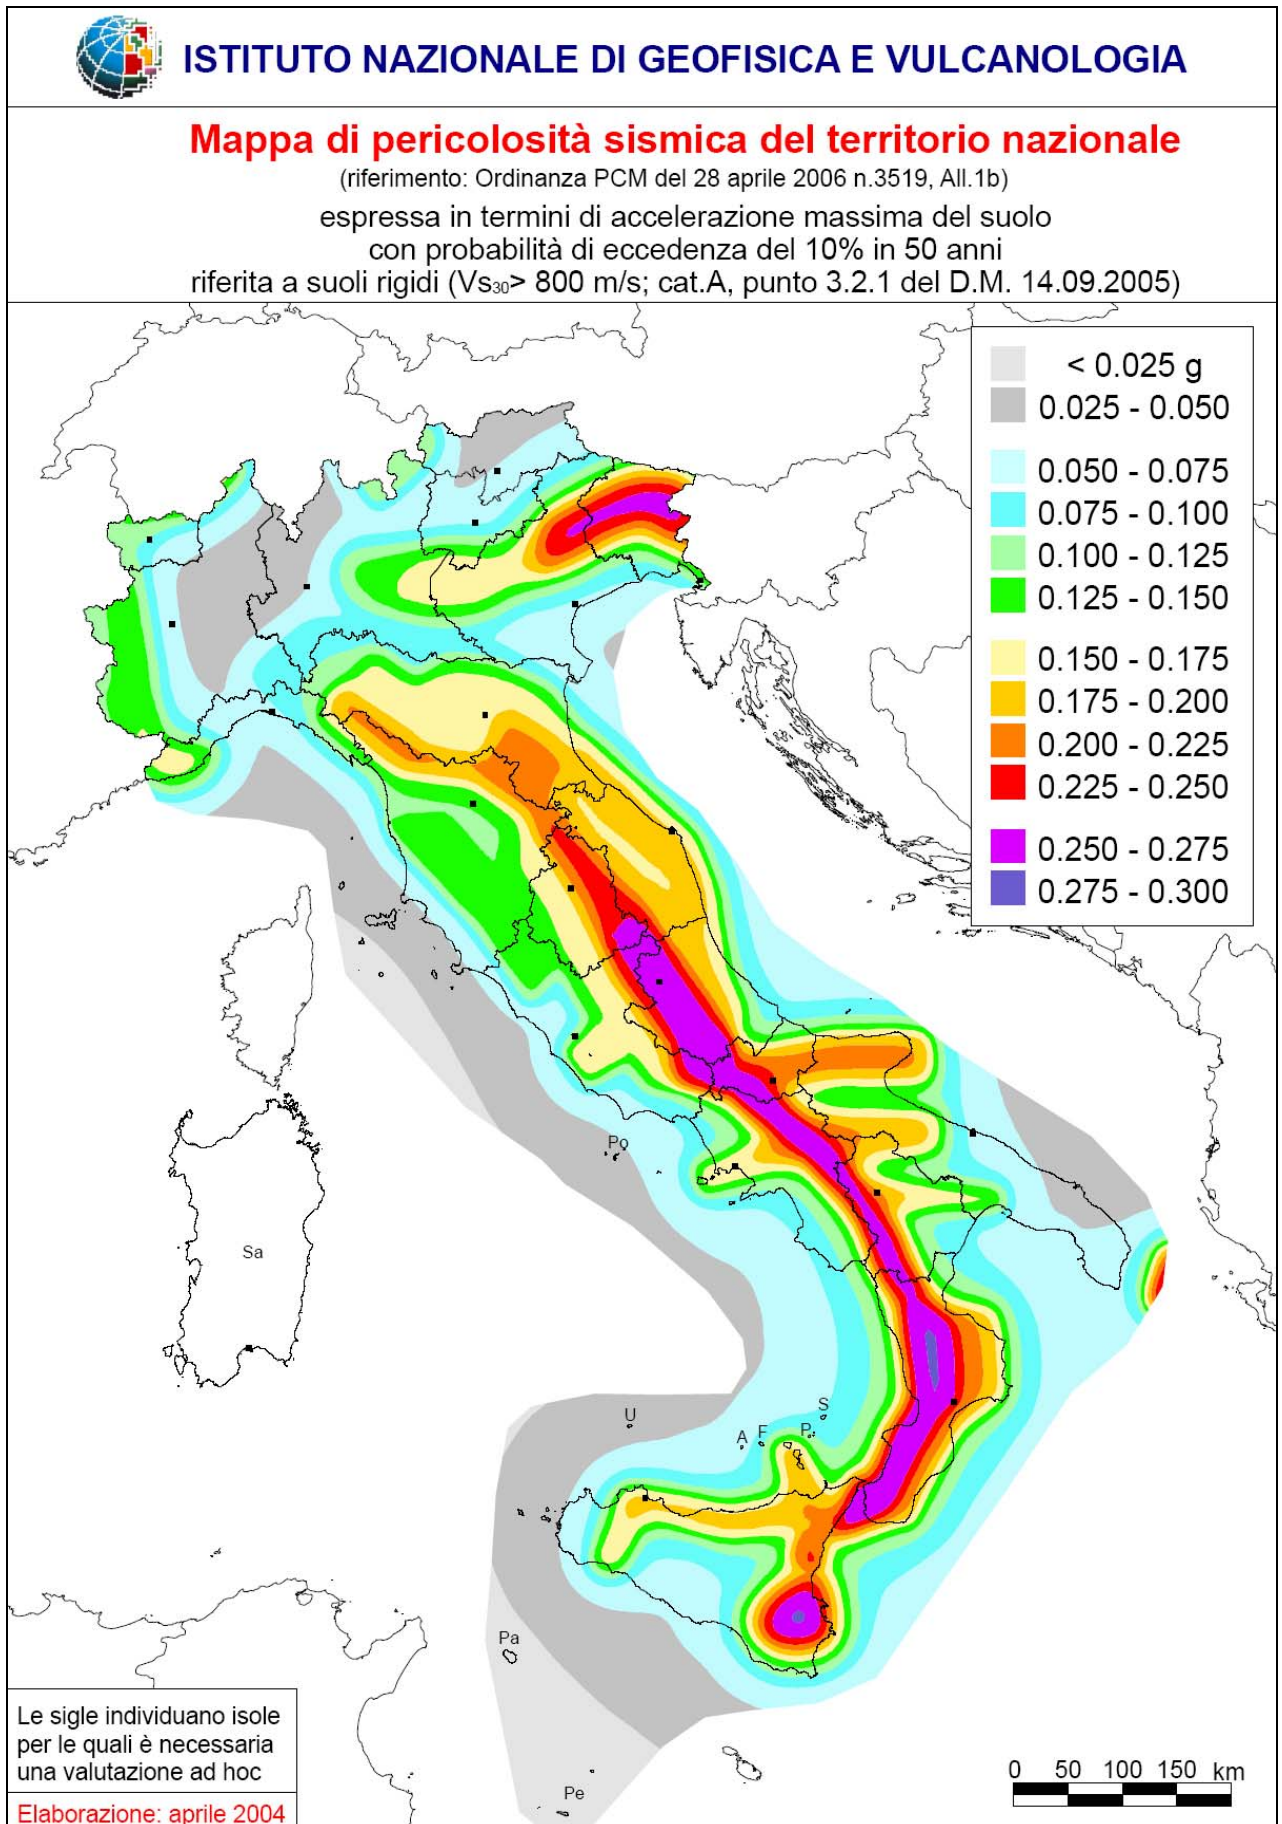 ISTITUTO NAZIONALE DI GEOFISICA E VULCANOLOGIA
Mappa di pericolosità sismica del territorio nazionale
(riferimento: Ordinanza PCM del 28 aprile 2006 n.3519, All.1b)
espressa in termini di accelerazione massima del suolo
con probabilità di eccedenza del 10% in 50 anni
riferita a suoli rigidi (Vs30> 800 m/s; cat.A, punto 3.2.1 del D.M. 14.09.2005)
< 0.025 g
0.025 - 0.050
0.050 - 0.075
0.075 - 0.100
0.100 - 0.125
0.125 - 0.150
0.150 - 0.175
0.175 - 0.200
0.200 - 0.225
0.225 - 0.250
0.250 - 0.275
0.275 - 0.300
Po
Sa
S
U
A
F
P
Pa
Pe
Le sigle individuano isole
per le quali è necessaria
una valutazione ad hoc
Elaborazione: aprile 2004
0 50 100 150 km